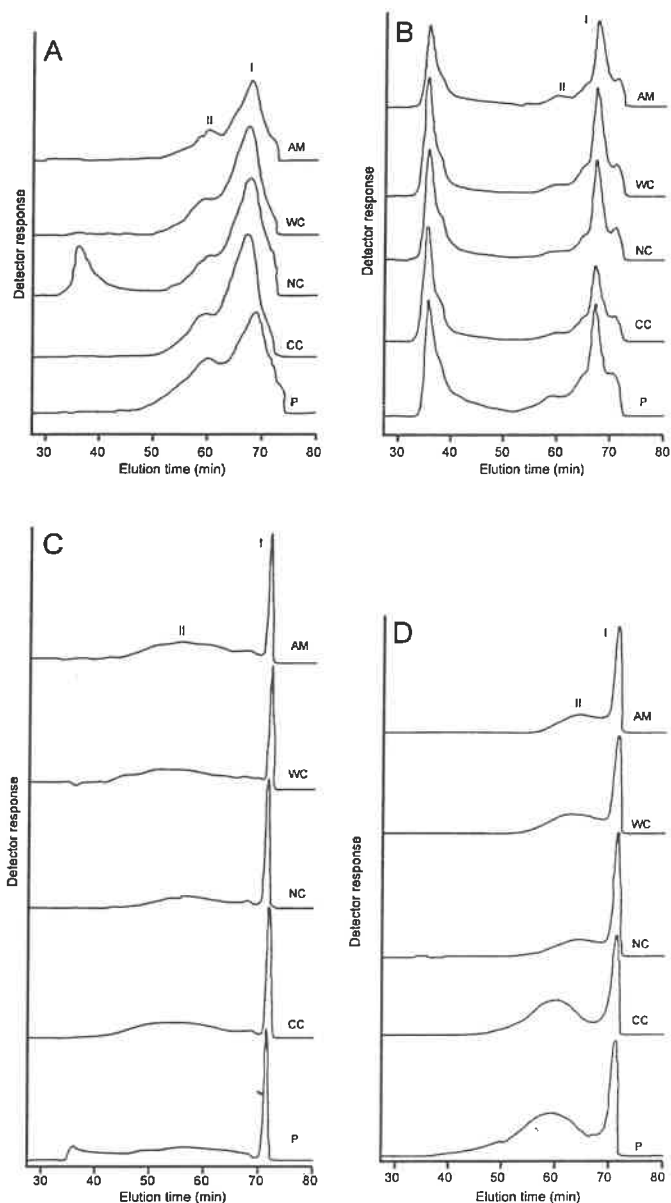 A
I
II
AM
WC
NC
CC
P
Detector response
30 40 50 60 70 80
Elution time (min)
B
I
II
AM
WC
NC
CC
P
Detector response
30 40 50 60 70 80
Elution time (min)
C
I
II
AM
WC
NC
CC
P
Detector response
30 40 50 60 70 80
Elution time (min)
D
I
II
AM
WC
NC
CC
P
Detector response
30 40 50 60 70 80
Elution time (min)